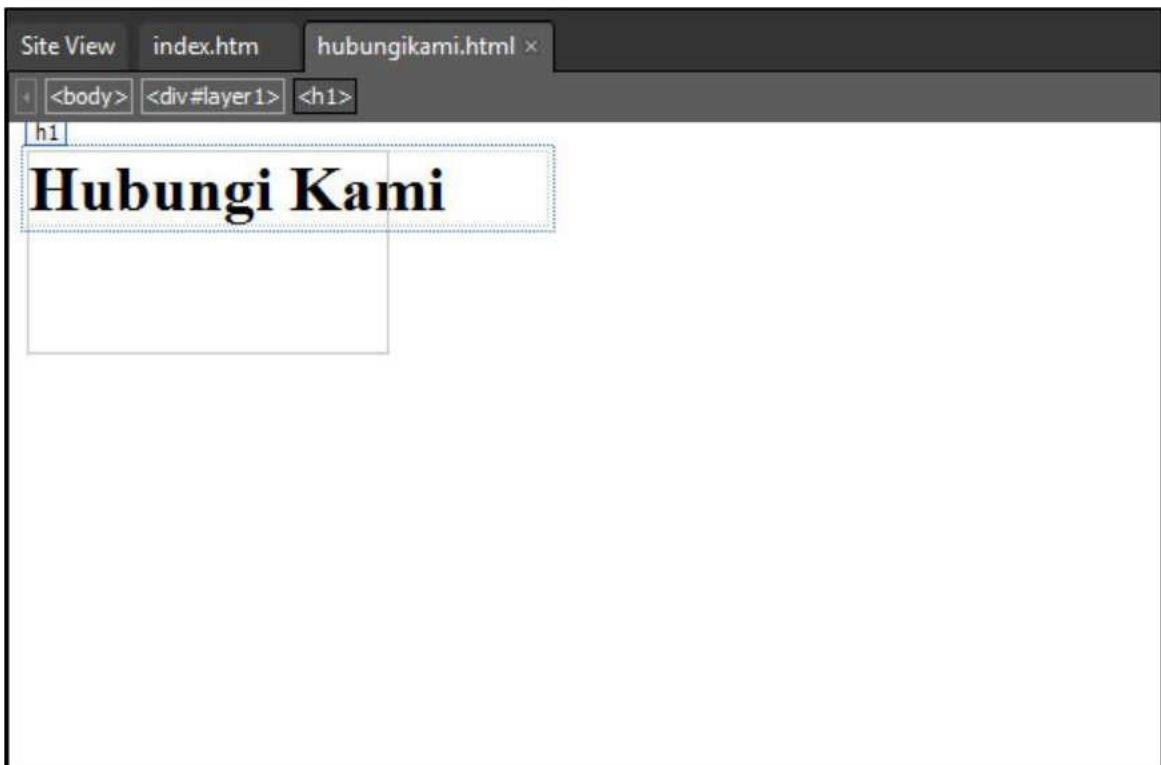 Site View index.htm hubungikami.html ×
<body> <div#layer1> <h1>
h1
Hubungi Kami